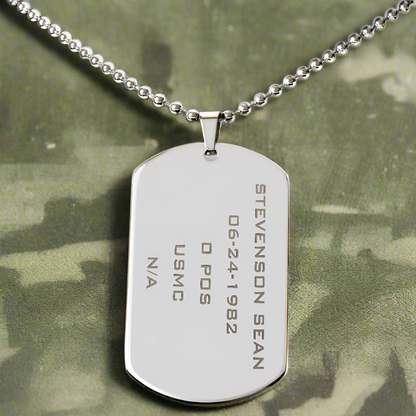 STEVENSON SEAN
06-24-1982
O POS
USMC
N/A